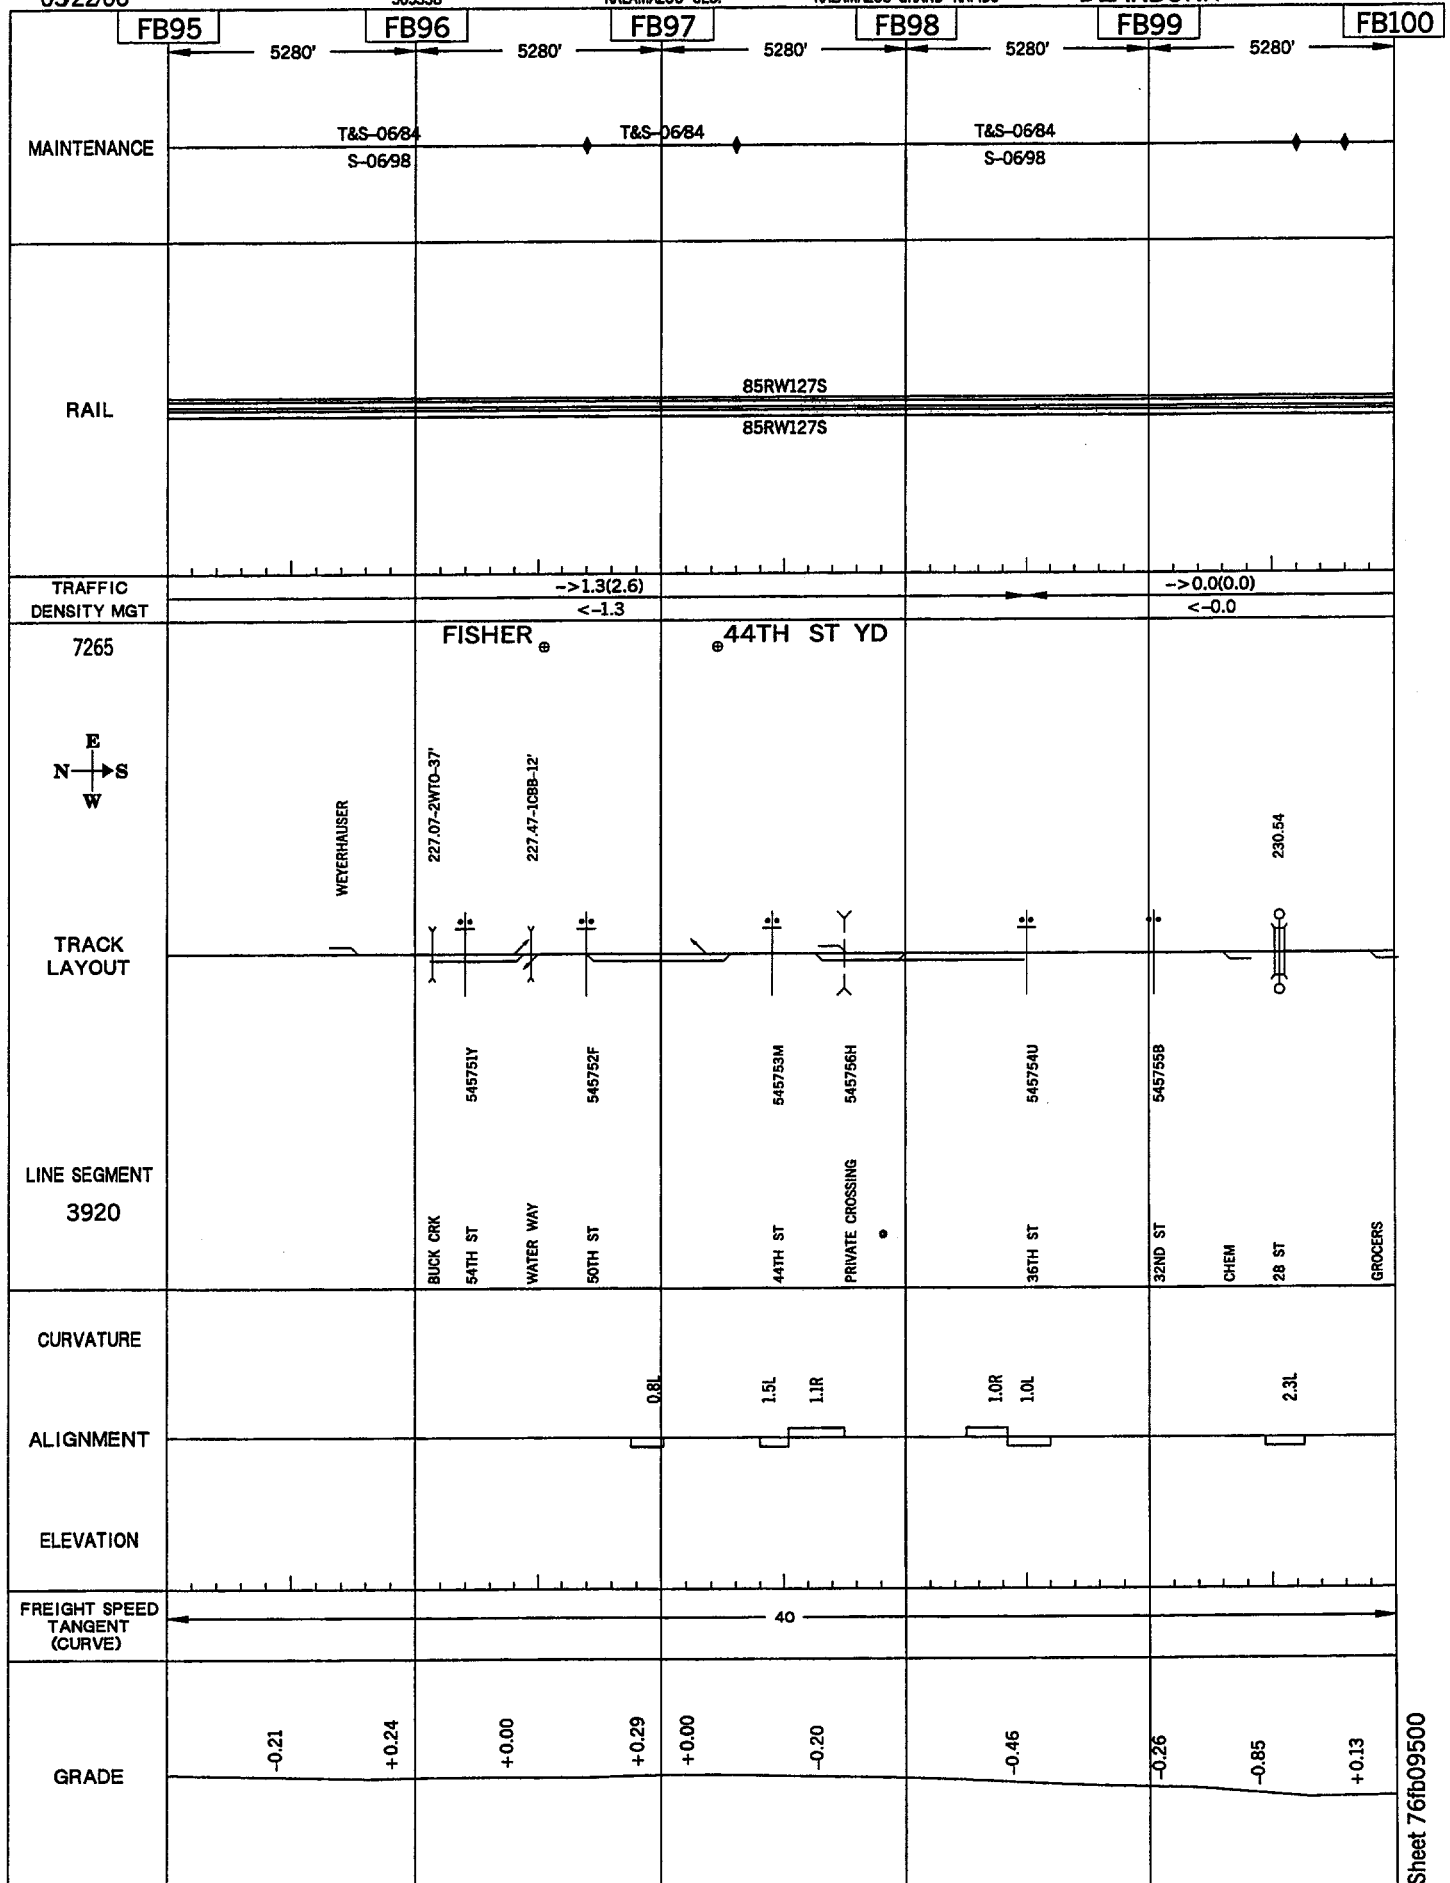 FB95 FB96 FB97 FB98 FB99 FB100
5280' 5280' 5280' 5280' 5280'
MAINTENANCE
T&S-06/84 T&S-06/84 T&S-06/84
S-06/98 S-06/98
RAIL
85RW127S
85RW127S
TRAFFIC
DENSITY MGT
->1.3(2.6) ->0.0(0.0)
<-1.3 <-0.0
7265
FISHER 44TH ST YD
E
N S
W
WEYERHAUSER
227.07-2WTO-37'
227.47-1CBB-12'
230.54
TRACK
LAYOUT
545751Y
545752F
545753M
545756H
545754U
545755B
LINE SEGMENT
3920
BUCK CRK
54TH ST
WATER WAY
50TH ST
44TH ST
PRIVATE CROSSING
36TH ST
32ND ST
CHEM
28 ST
GROCERS
CURVATURE
0.8L 1.5L 1.1R 1.0R 1.0L 2.3L
ALIGNMENT
ELEVATION
FREIGHT SPEED
TANGENT
(CURVE)
40
GRADE
-0.21 +0.24 +0.00 +0.29 +0.00 -0.20 -0.46 -0.26 -0.85 +0.13
Sheet 76fb09500